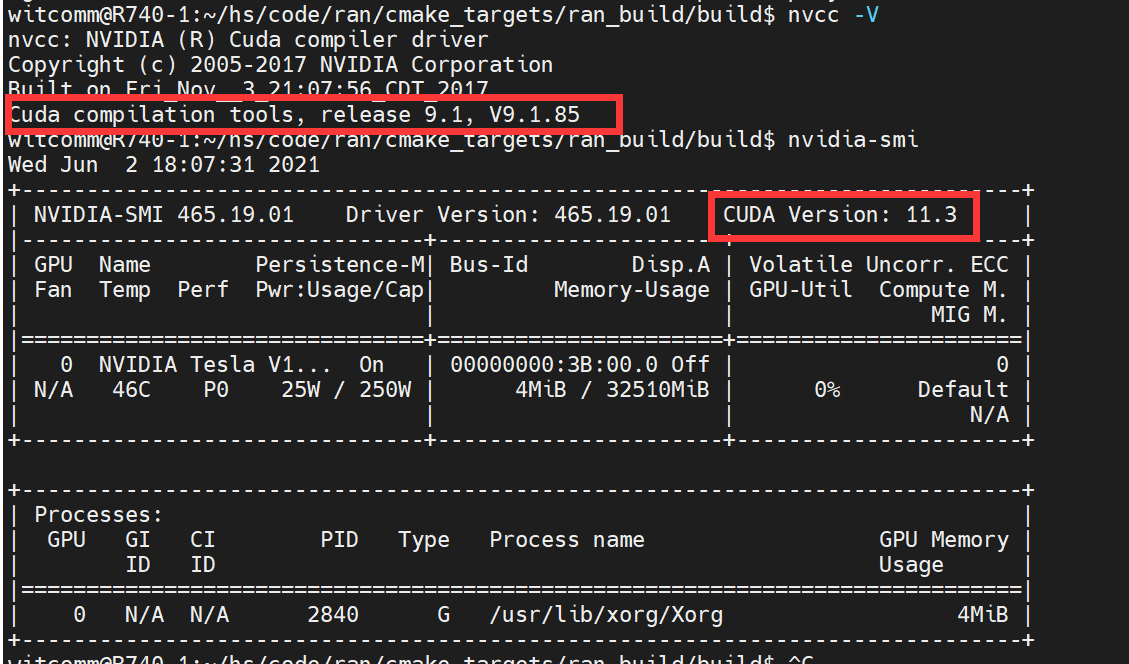 witcomm@R740-1:~/hs/code/ran/cmake_targets/ran_build/build$ nvcc -V
nvcc: NVIDIA (R) Cuda compiler driver
Copyright (c) 2005-2017 NVIDIA Corporation
Built on Fri_Nov__3_21:07:56_CDT_2017
Cuda compilation tools, release 9.1, V9.1.85
witcomm@R740-1:~/hs/code/ran/cmake_targets/ran_build/build$ nvidia-smi
Wed Jun  2 18:07:31 2021
+-----------------------------------------------------------------------------+
| NVIDIA-SMI 465.19.01    Driver Version: 465.19.01    CUDA Version: 11.3     |
|-------------------------------+----------------------+----------------------+
| GPU  Name        Persistence-M| Bus-Id        Disp.A | Volatile Uncorr. ECC |
| Fan  Temp  Perf  Pwr:Usage/Cap|         Memory-Usage | GPU-Util  Compute M. |
|                               |                      |               MIG M. |
|===============================+======================+======================|
|   0  NVIDIA Tesla V1...  On   | 00000000:3B:00.0 Off |                    0 |
| N/A   46C    P0    25W / 250W |      4MiB / 32510MiB |      0%      Default |
|                               |                      |                  N/A |
+-------------------------------+----------------------+----------------------+
+-----------------------------------------------------------------------------+
| Processes:                                                                  |
|  GPU   GI   CI        PID   Type   Process name                  GPU Memory |
|        ID   ID                                                   Usage      |
|=============================================================================|
|    0   N/A  N/A      2840      G   /usr/lib/xorg/Xorg                  4MiB |
+-----------------------------------------------------------------------------+
witcomm@R740-1:~/hs/code/ran/cmake_targets/ran_build/build$ ^C